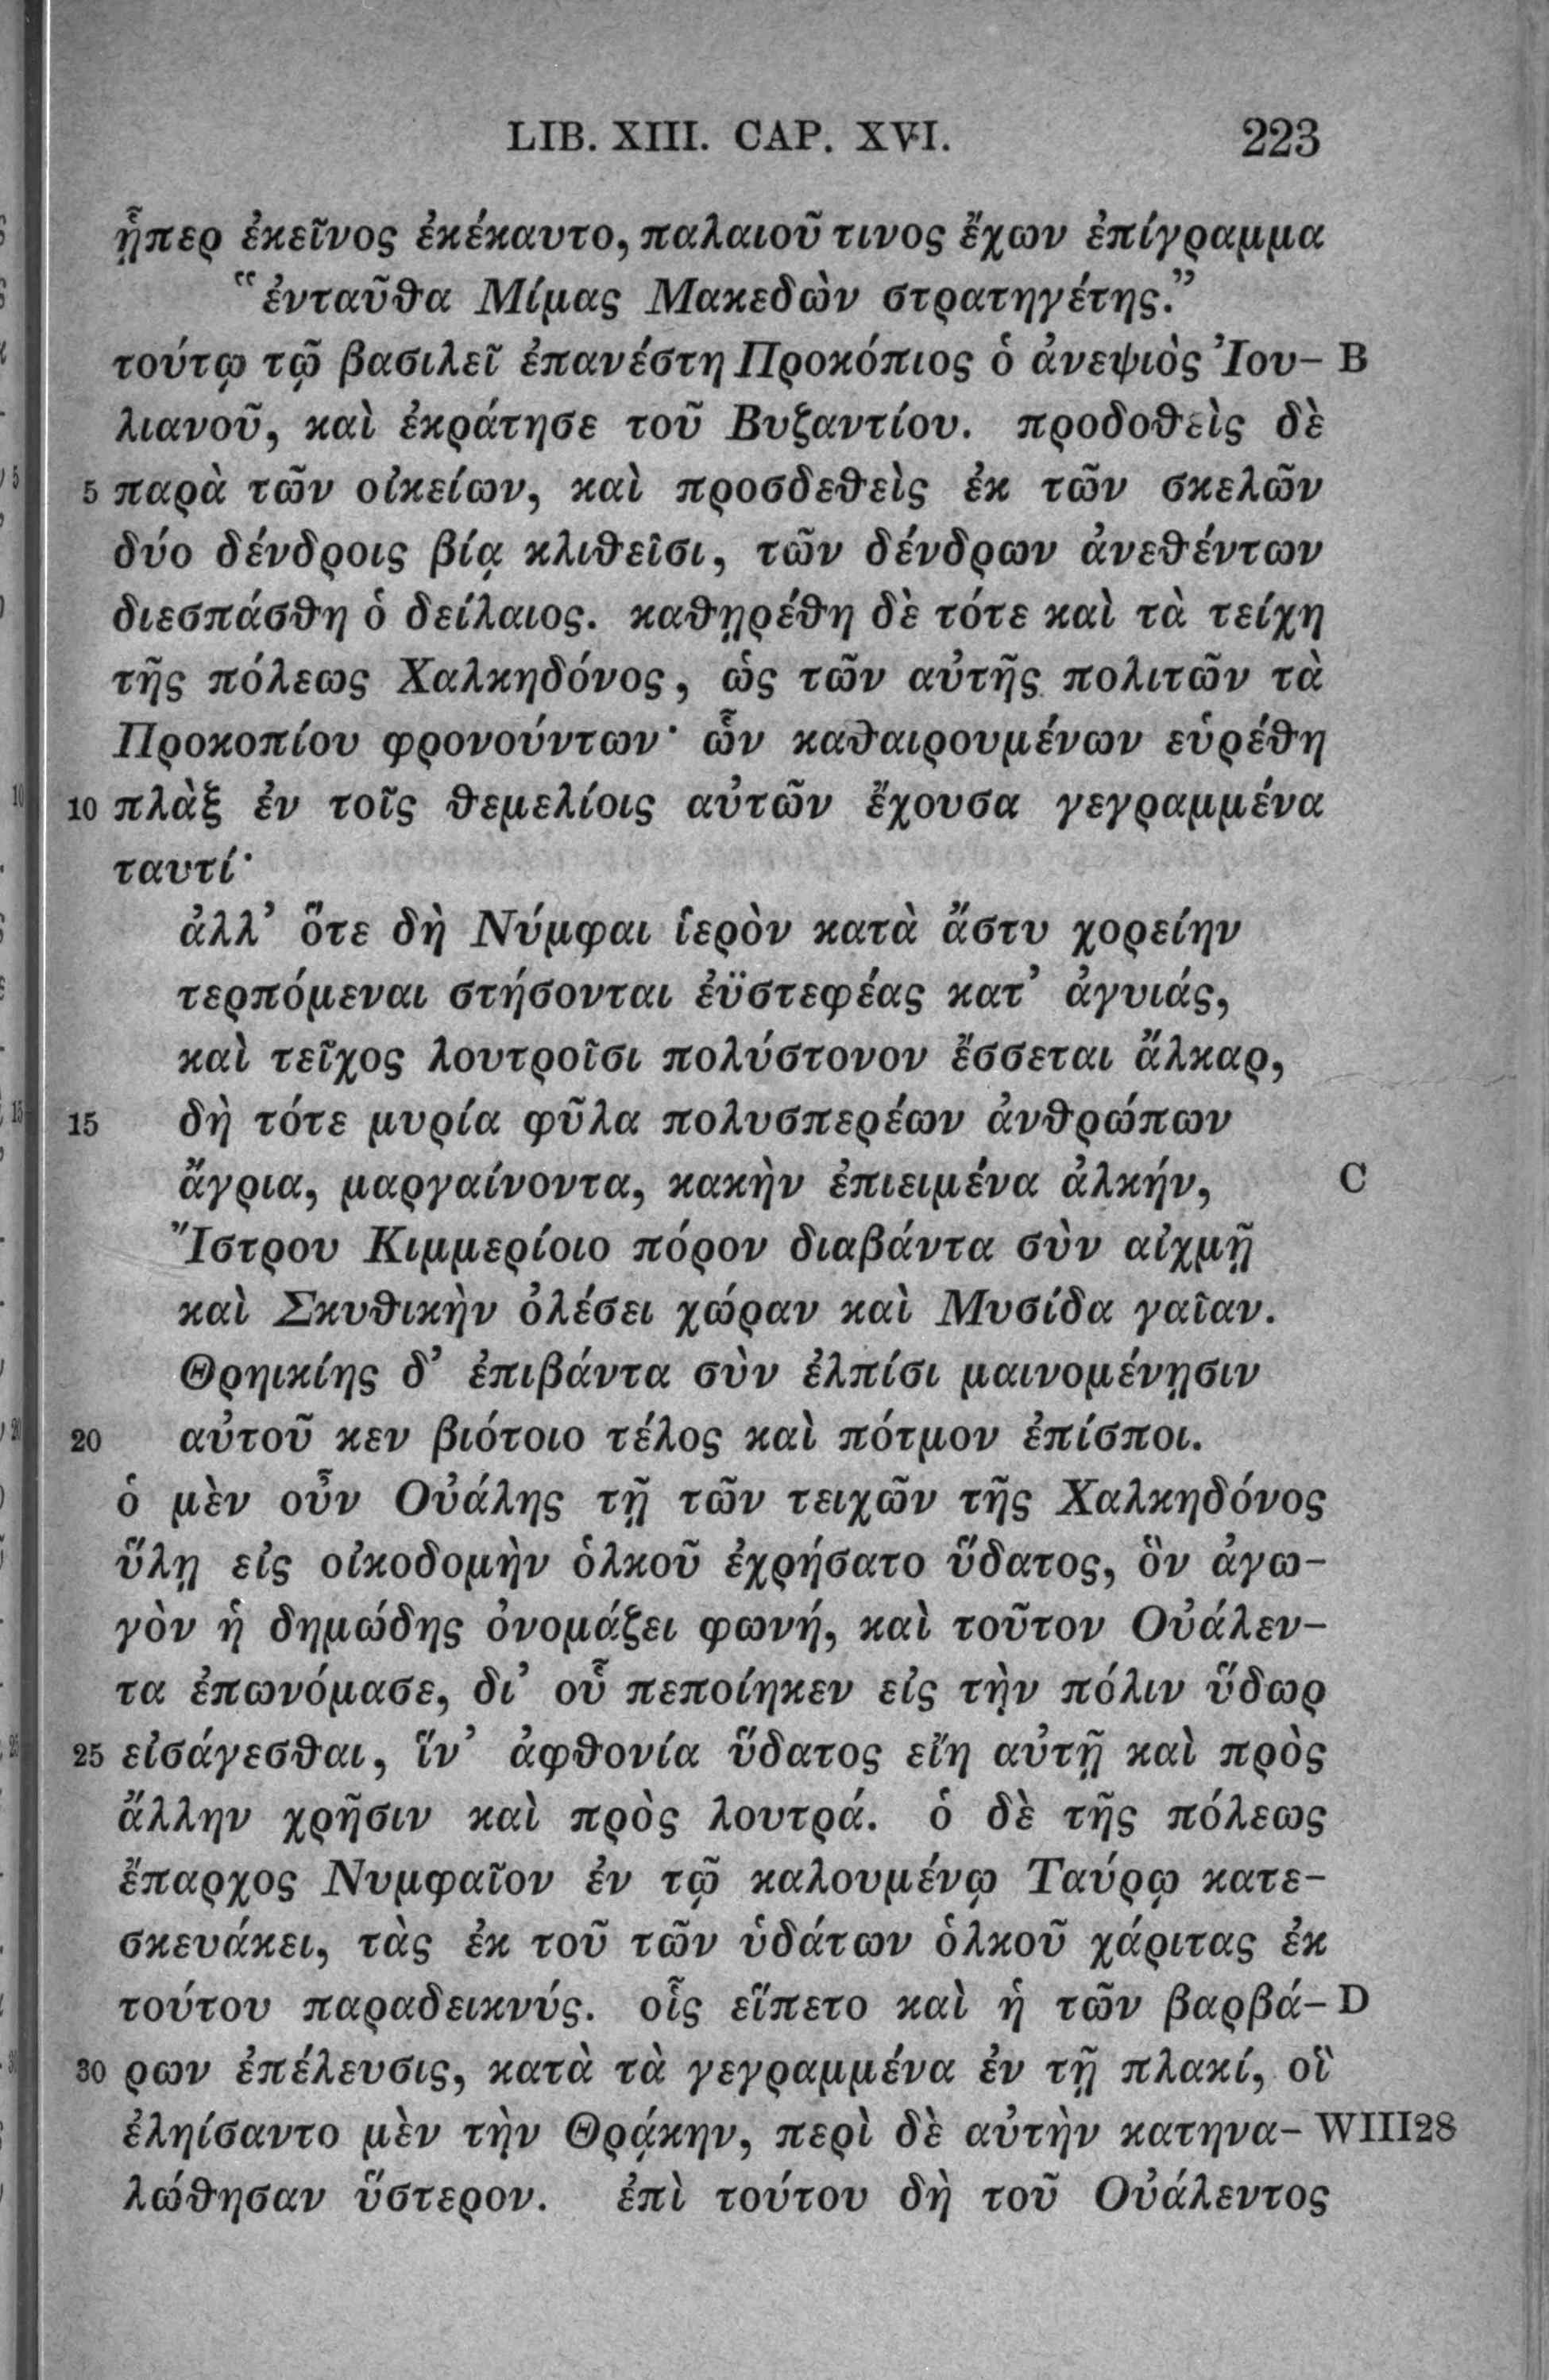 LIB. XIII. CAP. XVI. 223
ᾗπερ ἐκεῖνος ἐκέκαυτο, παλαιοῦ τινος ἔχων ἐπίγραμμα
“ἐνταῦθα Μίμας Μακεδὼν στρατηγέτης.”
τούτῳ τῷ βασιλεῖ ἐπανέστη Προκόπιος ὁ ἀνεψιὸς Ἰου- B
λιανοῦ, καὶ ἐκράτησε τοῦ Βυζαντίου. προδοθεὶς δὲ
5 παρὰ τῶν οἰκείων, καὶ προσδεθεὶς ἐκ τῶν σκελῶν
δύο δένδροις βίᾳ κλιθεῖσι, τῶν δένδρων ἀνεθέντων
διεσπάσθη ὁ δείλαιος. καθῃρέθη δὲ τότε καὶ τὰ τείχη
τῆς πόλεως Χαλκηδόνος, ὡς τῶν αὐτῆς πολιτῶν τὰ
Προκοπίου φρονούντων· ὧν καθαιρουμένων εὑρέθη
10 πλὰξ ἐν τοῖς θεμελίοις αὐτῶν ἔχουσα γεγραμμένα
ταυτί·
ἀλλ’ ὅτε δὴ Νύμφαι ἱερὸν κατὰ ἄστυ χορείην
τερπόμεναι στήσονται ἐϋστεφέας κατ’ ἀγυιάς,
καὶ τεῖχος λουτροῖσι πολύστονον ἔσσεται ἄλκαρ,
15 δὴ τότε μυρία φῦλα πολυσπερέων ἀνθρώπων
ἄγρια, μαργαίνοντα, κακὴν ἐπιειμένα ἀλκήν, C
Ἴστρου Κιμμερίοιο πόρον διαβάντα σὺν αἰχμῇ
καὶ Σκυθικὴν ὀλέσει χώραν καὶ Μυσίδα γαῖαν.
Θρηικίης δ’ ἐπιβάντα σὺν ἐλπίσι μαινομένῃσιν
20 αὐτοῦ κεν βιότοιο τέλος καὶ πότμον ἐπίσποι.
ὁ μὲν οὖν Οὐάλης τῇ τῶν τειχῶν τῆς Χαλκηδόνος
ὕλῃ εἰς οἰκοδομὴν ὁλκοῦ ἐχρήσατο ὕδατος, ὃν ἀγω-
γὸν ἡ δημώδης ὀνομάζει φωνή, καὶ τοῦτον Οὐάλεν-
τα ἐπωνόμασε, δι’ οὗ πεποίηκεν εἰς τὴν πόλιν ὕδωρ
25 εἰσάγεσθαι, ἵν’ ἀφθονία ὕδατος εἴη αὐτῇ καὶ πρὸς
ἄλλην χρῆσιν καὶ πρὸς λουτρά. ὁ δὲ τῆς πόλεως
ἔπαρχος Νυμφαῖον ἐν τῷ καλουμένῳ Ταύρῳ κατε-
σκευάκει, τὰς ἐκ τοῦ τῶν ὑδάτων ὁλκοῦ χάριτας ἐκ
τούτου παραδεικνύς. οἷς εἵπετο καὶ ἡ τῶν βαρβά- D
30 ρων ἐπέλευσις, κατὰ τὰ γεγραμμένα ἐν τῇ πλακί, οἳ
ἐληίσαντο μὲν τὴν Θρᾴκην, περὶ δὲ αὐτὴν κατηνα- WIII28
λώθησαν ὕστερον. ἐπὶ τούτου δὴ τοῦ Οὐάλεντος